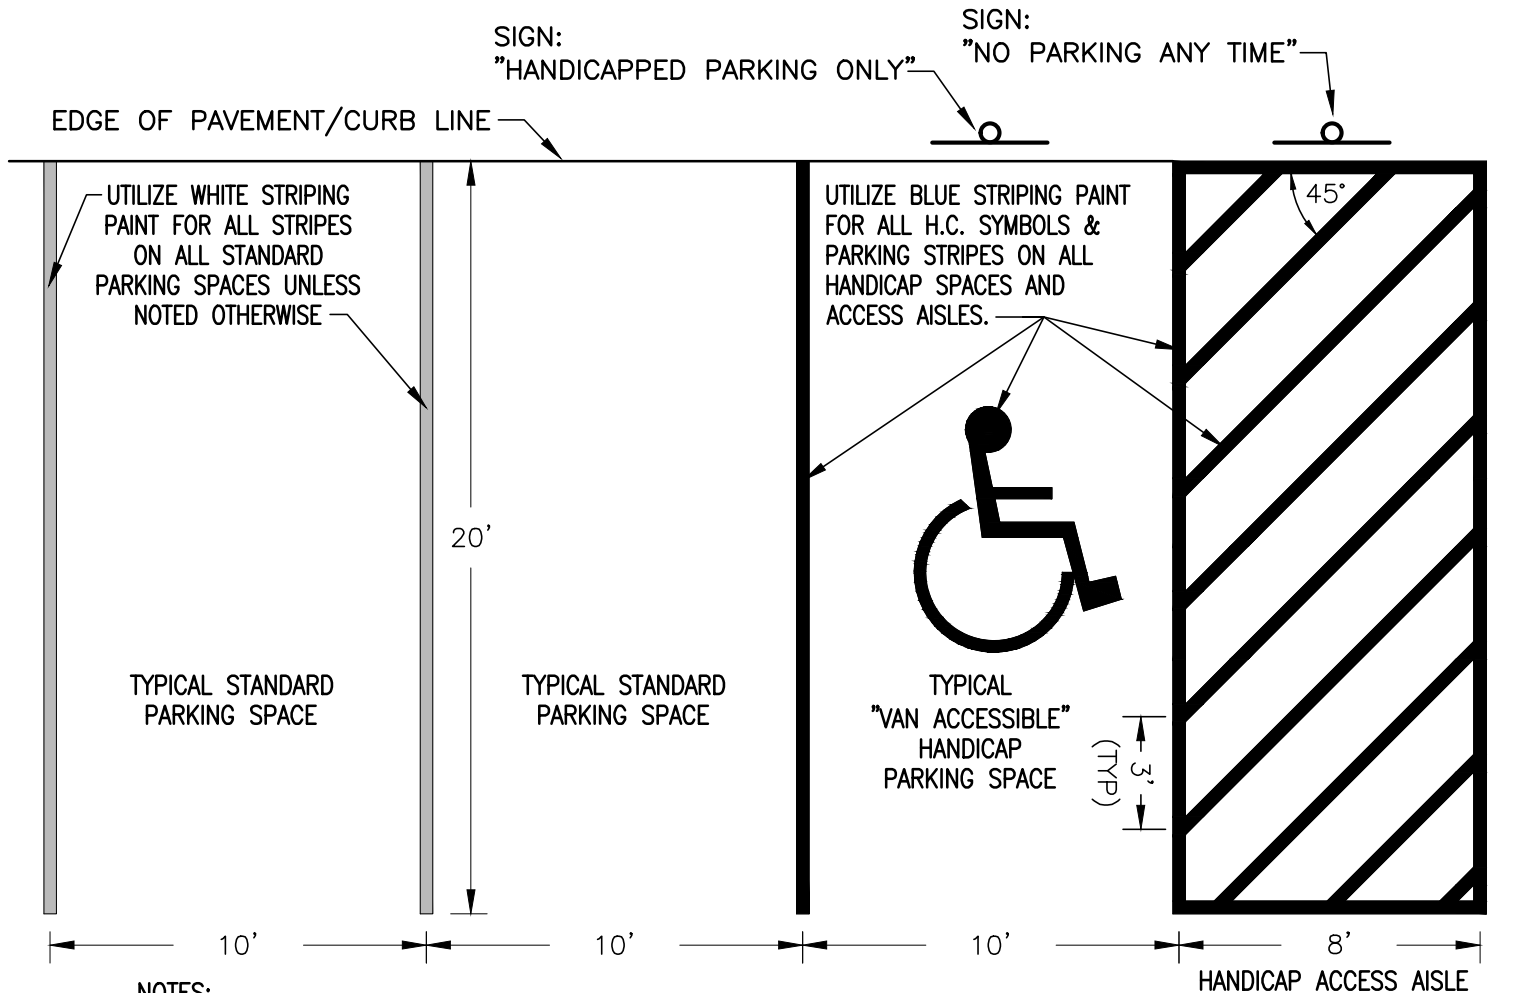 SIGN:
"HANDICAPPED PARKING ONLY"
SIGN:
"NO PARKING ANY TIME"
EDGE OF PAVEMENT/CURB LINE
UTILIZE WHITE STRIPING
PAINT FOR ALL STRIPES
ON ALL STANDARD
PARKING SPACES UNLESS
NOTED OTHERWISE
UTILIZE BLUE STRIPING PAINT
FOR ALL H.C. SYMBOLS &
PARKING STRIPES ON ALL
HANDICAP SPACES AND
ACCESS AISLES.
45°
20'
TYPICAL STANDARD
PARKING SPACE
TYPICAL STANDARD
PARKING SPACE
TYPICAL
"VAN ACCESSIBLE"
HANDICAP
PARKING SPACE
3'
(TYP)
10'
10'
10'
8'
HANDICAP ACCESS AISLE
NOTES: